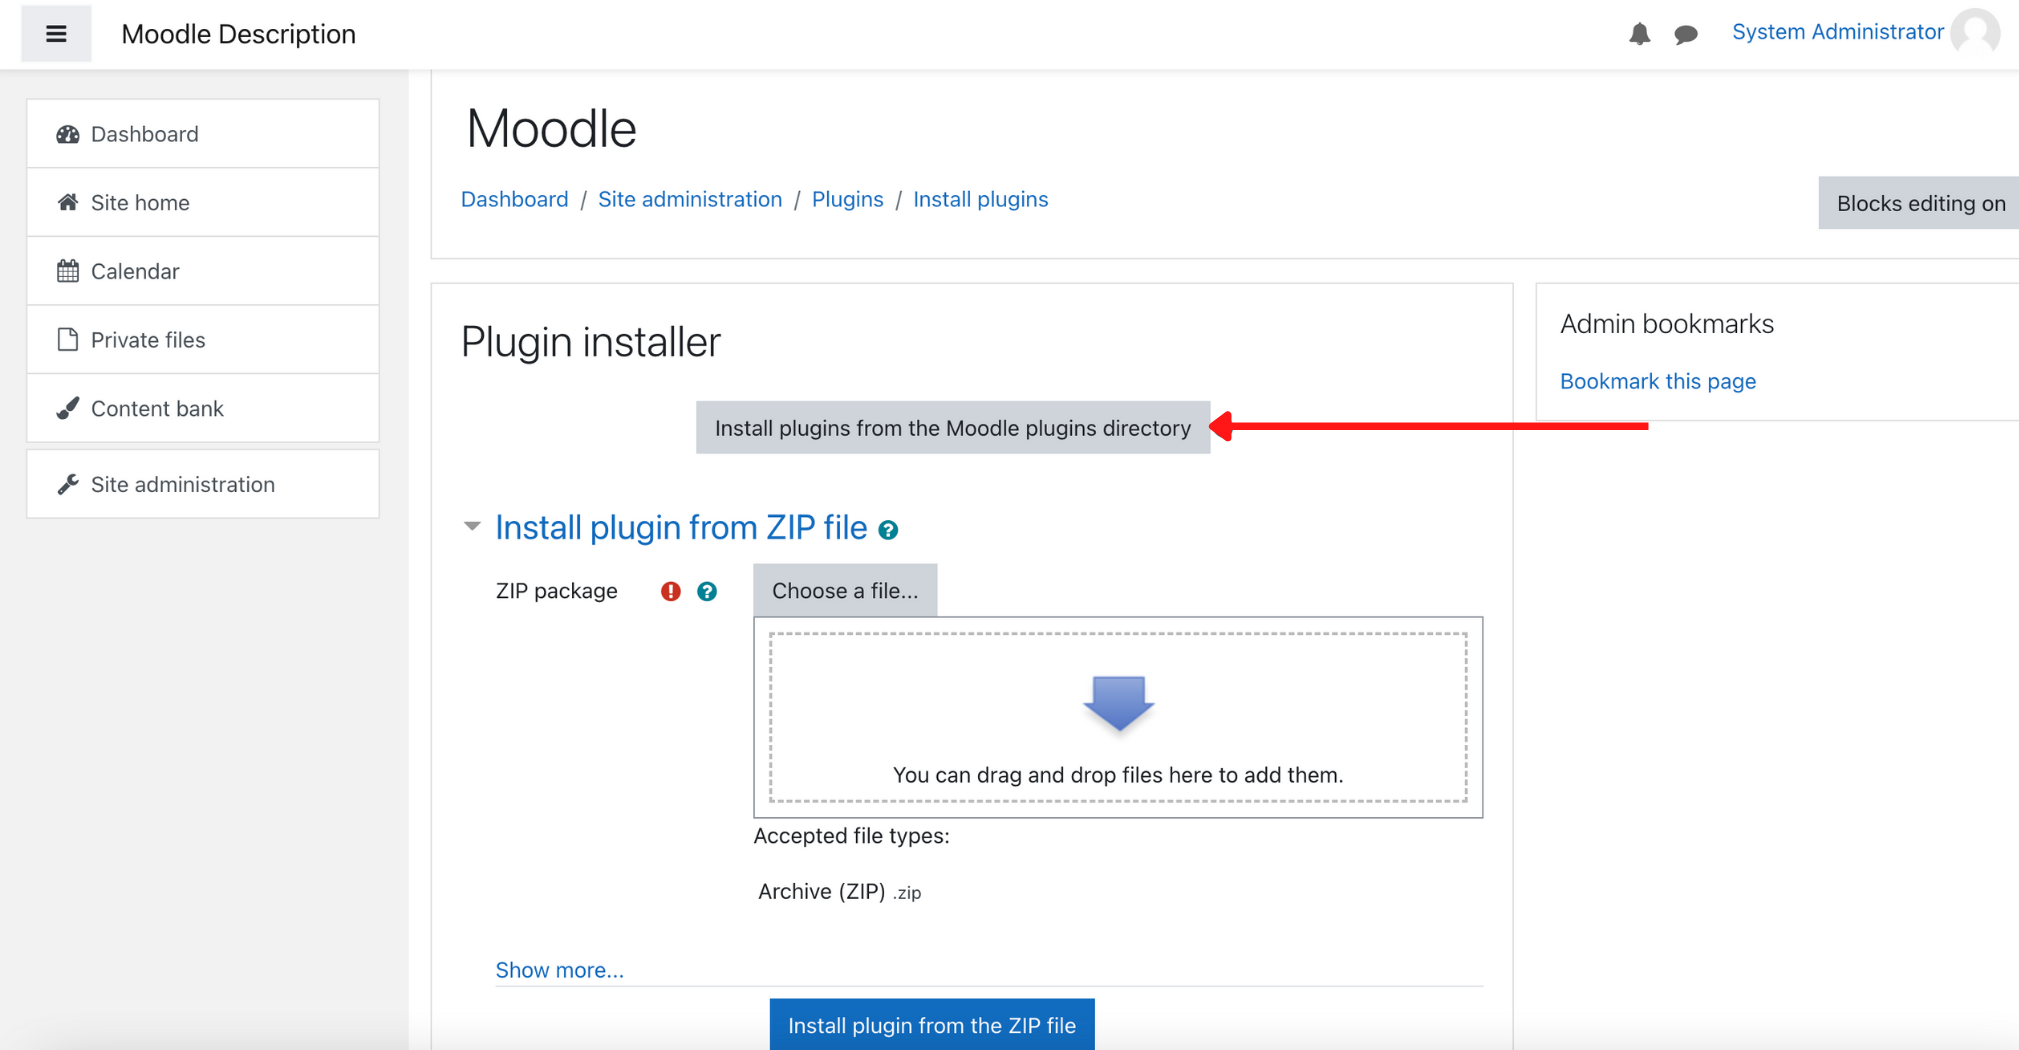 Moodle Description
System Administrator
Dashboard
Site home
Calendar
Private files
Content bank
Site administration
Moodle
Dashboard / Site administration / Plugins / Install plugins
Blocks editing on
Plugin installer
Install plugins from the Moodle plugins directory
Admin bookmarks
Bookmark this page
Install plugin from ZIP file ?
ZIP package ! ?
Choose a file...
You can drag and drop files here to add them.
Accepted file types:
Archive (ZIP) .zip
Show more...
Install plugin from the ZIP file